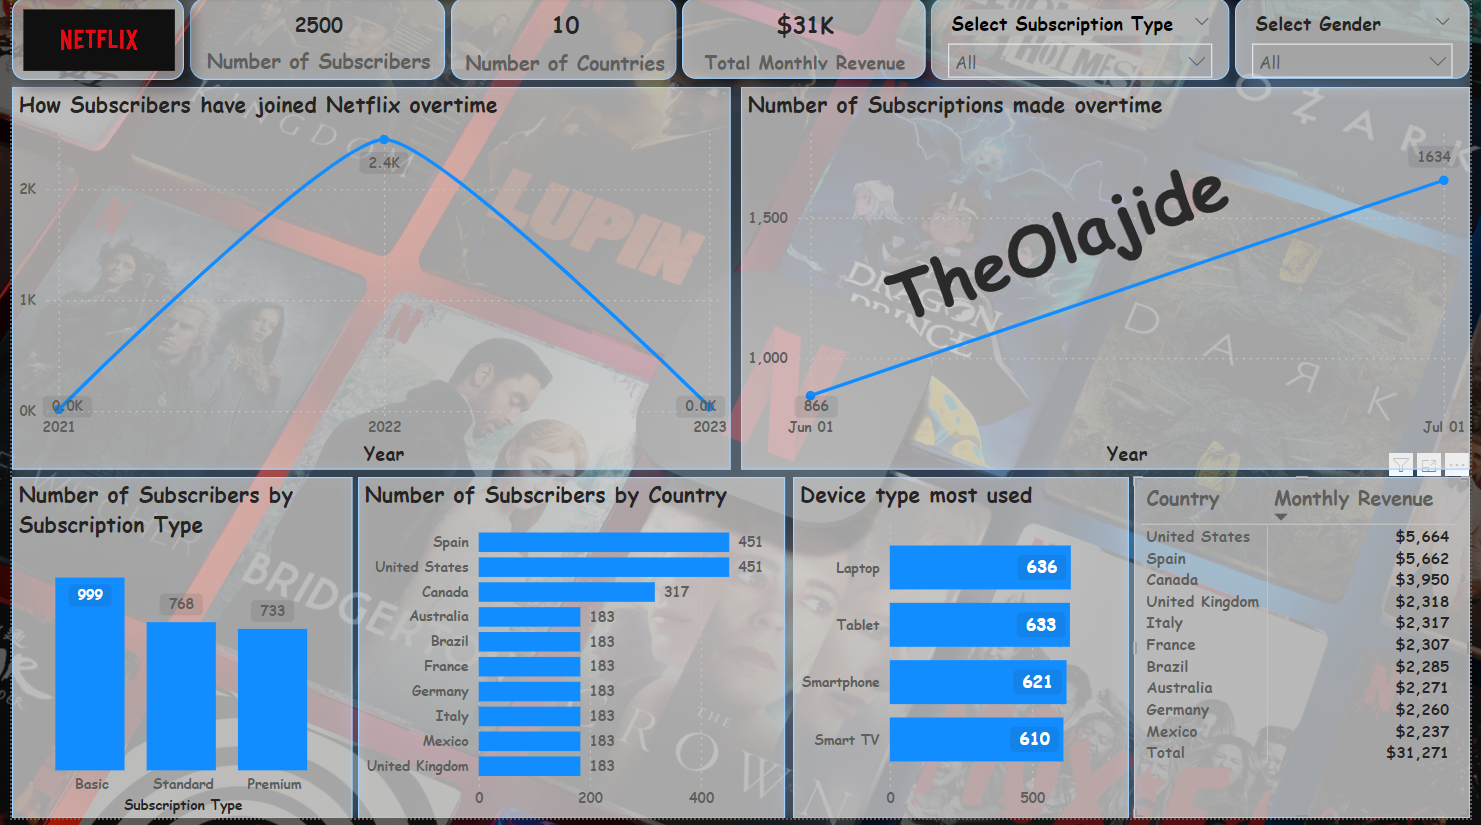 NETFLIX
2500
Number of Subscribers
10
Number of Countries
$31K
Total Monthly Revenue
Select Subscription Type
All
Select Gender
All
How Subscribers have joined Netflix overtime
2K
1K
0K
2.4K
0.0K
0.0K
2021
2022
2023
Year
Number of Subscriptions made overtime
1,500
1,000
1634
866
Jun 01
Jul 01
Year
TheOlajide
KINGDOM
LUPIN
HOLMES
OZARK
DRAGON
PRINCE
DARK
Number of Subscribers by
Subscription Type
999
768
733
Basic
Standard
Premium
Subscription Type
Number of Subscribers by Country
Spain 451
United States 451
Canada 317
Australia 183
Brazil 183
France 183
Germany 183
Italy 183
Mexico 183
United Kingdom 183
0 200 400
THE
CROWN
Device type most used
Laptop 636
Tablet 633
Smartphone 621
Smart TV 610
0 500
Country Monthly Revenue
United States $5,664
Spain $5,662
Canada $3,950
United Kingdom $2,318
Italy $2,317
France $2,307
Brazil $2,285
Australia $2,271
Germany $2,260
Mexico $2,237
Total $31,271